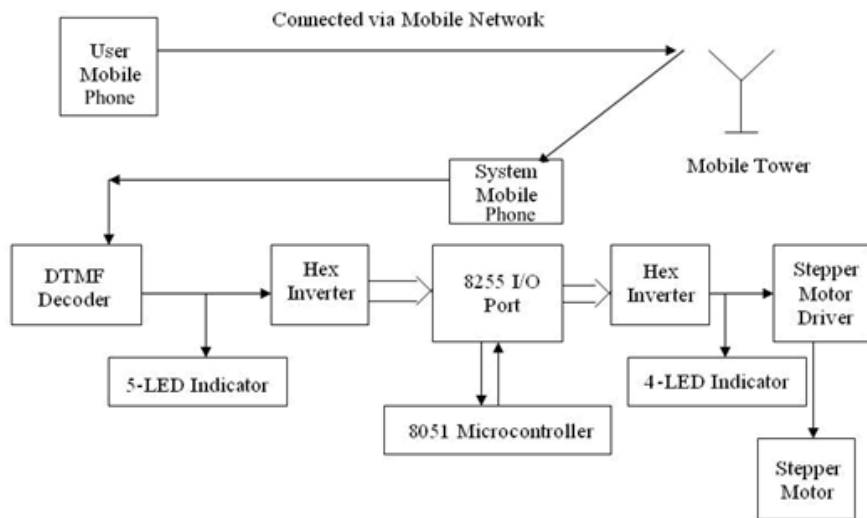 Connected via Mobile Network
User
Mobile
Phone
Mobile Tower
System
Mobile
Phone
DTMF
Decoder
Hex
Inverter
8255 I/O
Port
Hex
Inverter
Stepper
Motor
Driver
5-LED Indicator
4-LED Indicator
8051 Microcontroller
Stepper
Motor